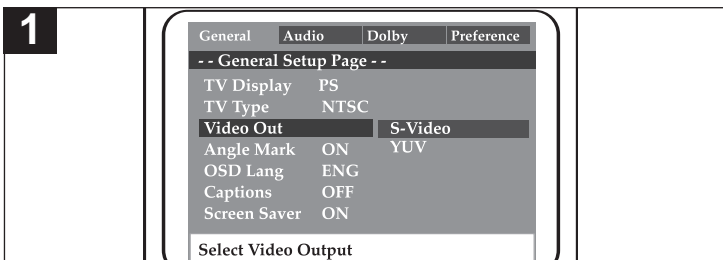 1
General Audio Dolby Preference
- - General Setup Page - -
TV Display PS
TV Type NTSC
Video Out S-Video
Angle Mark ON YUV
OSD Lang ENG
Captions OFF
Screen Saver ON
Select Video Output